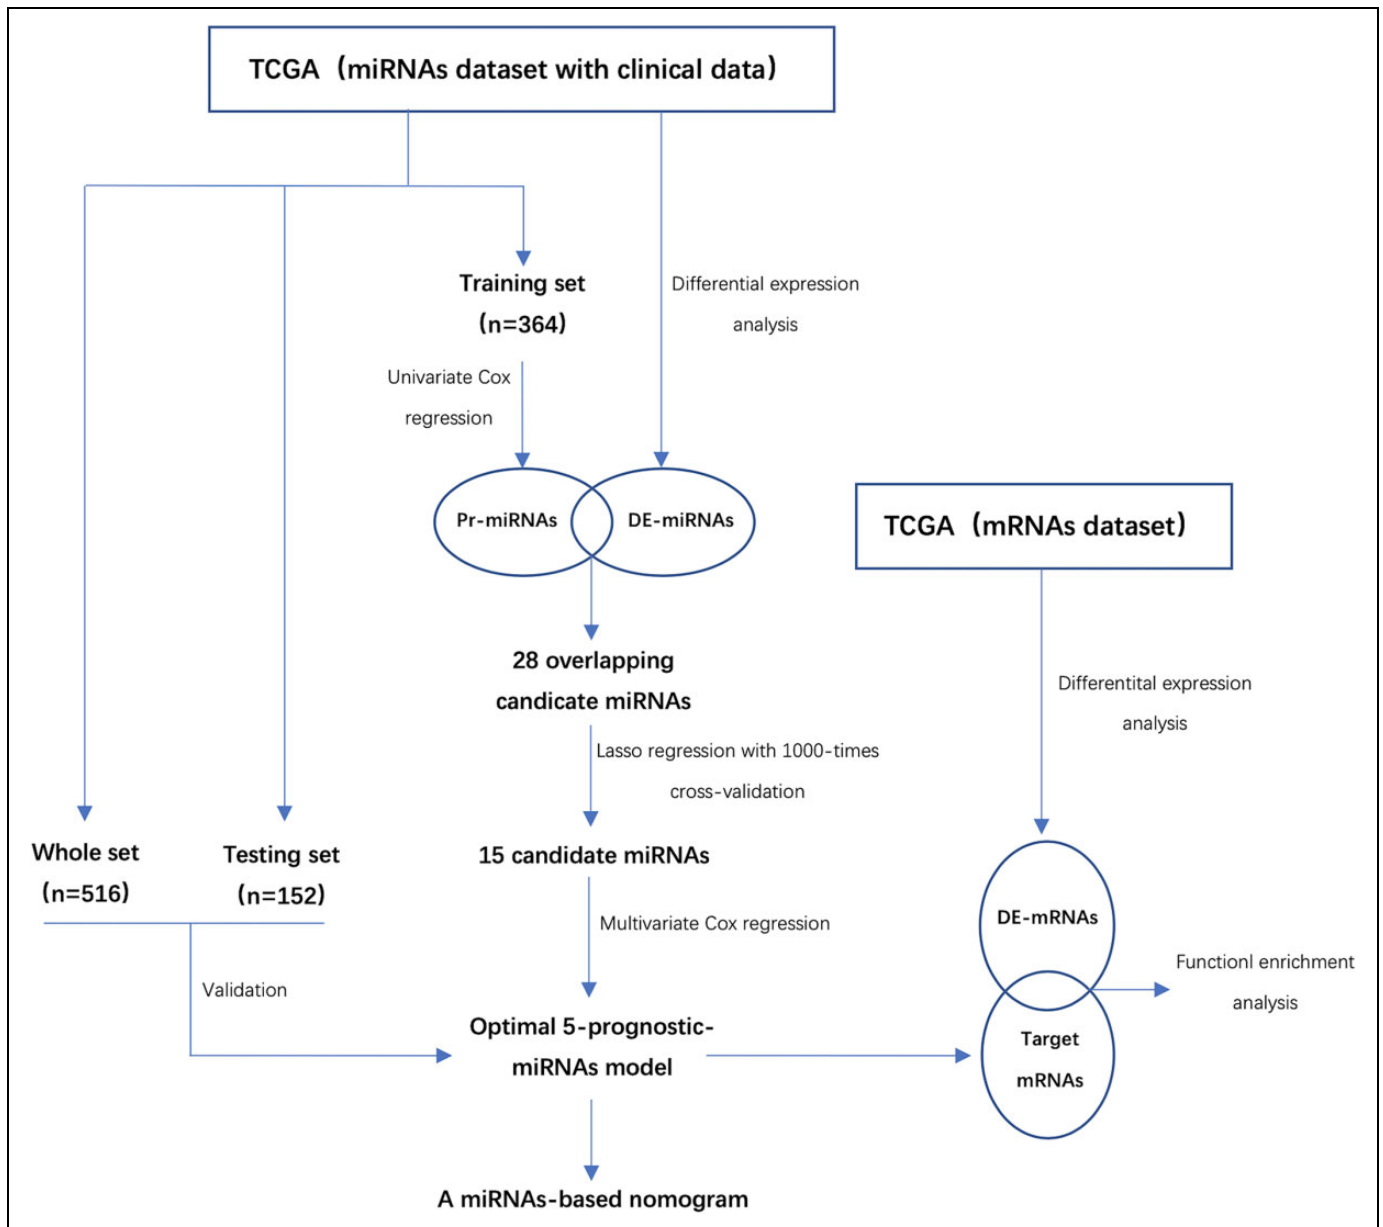 TCGA（miRNAs dataset with clinical data）
Training set
(n=364)
Differential expression
analysis
Univariate Cox
regression
Pr-miRNAs
DE-miRNAs
TCGA（mRNAs dataset）
28 overlapping
candicate miRNAs
Differentital expression
analysis
Lasso regression with 1000-times
cross-validation
Whole set
(n=516)
Testing set
(n=152)
15 candidate miRNAs
Multivariate Cox regression
DE-mRNAs
Functionl enrichment
analysis
Validation
Optimal 5-prognostic-
miRNAs model
Target
mRNAs
A miRNAs-based nomogram